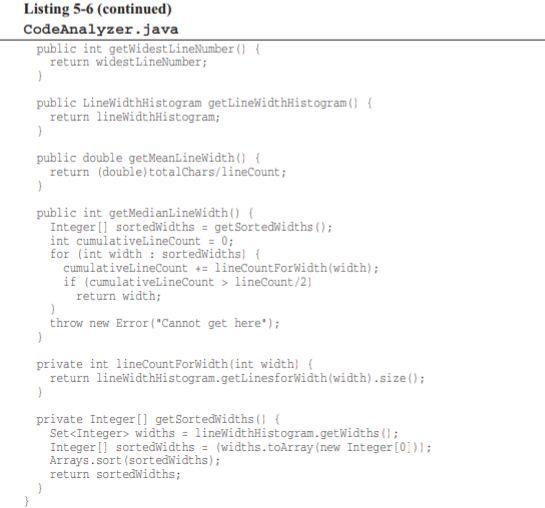 Listing 5-6 (continued)
CodeAnalyzer.java
public int getWidestLineNumber() {
return widestLineNumber;
}
public LineWidthHistogram getLineWidthHistogram() {
return lineWidthHistogram;
}
public double getMeanLineWidth() {
return (double)totalChars/lineCount;
}
public int getMedianLineWidth() {
Integer[] sortedWidths = getSortedWidths();
int cumulativeLineCount = 0;
for (int width : sortedWidths) {
cumulativeLineCount += lineCountForWidth(width);
if (cumulativeLineCount > lineCount/2)
return width;
}
throw new Error("Cannot get here");
}
private int lineCountForWidth(int width) {
return lineWidthHistogram.getLinesforWidth(width).size();
}
private Integer[] getSortedWidths() {
Set<Integer> widths = lineWidthHistogram.getWidths();
Integer[] sortedWidths = (widths.toArray(new Integer[0]));
Arrays.sort(sortedWidths);
return sortedWidths;
}
}